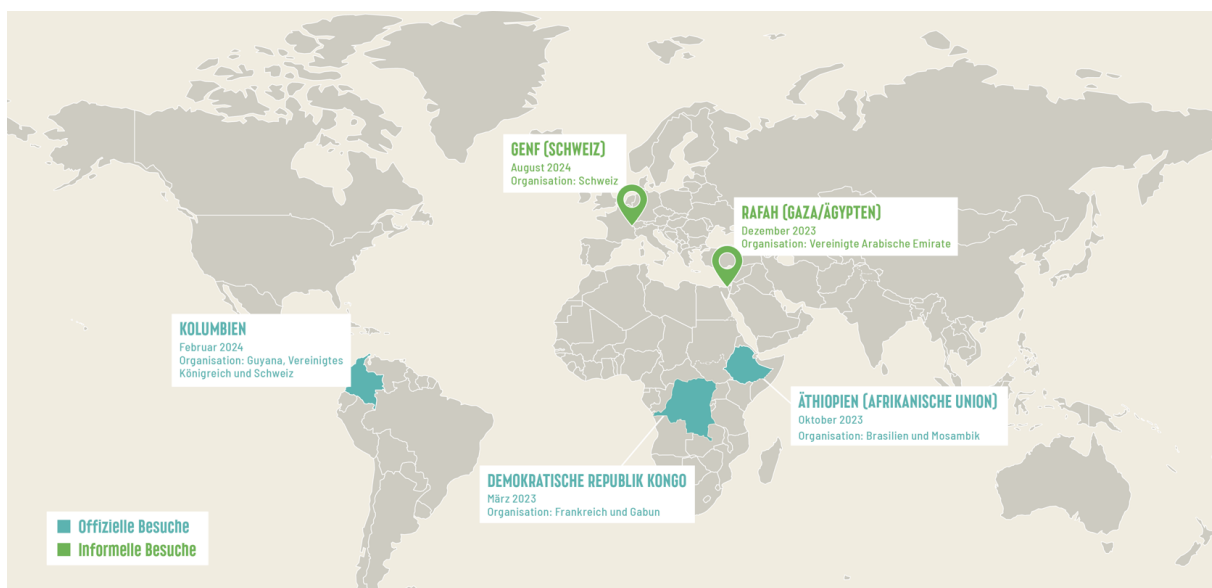 GENF (SCHWEIZ)
August 2024
Organisation: Schweiz
RAFAH (GAZA/ÄGYPTEN)
Dezember 2023
Organisation: Vereinigte Arabische Emirate
KOLUMBIEN
Februar 2024
Organisation: Guyana, Vereinigtes
Königreich und Schweiz
ÄTHIOPIEN (AFRIKANISCHE UNION)
Oktober 2023
Organisation: Brasilien und Mosambik
DEMOKRATISCHE REPUBLIK KONGO
März 2023
Organisation: Frankreich und Gabun
Offizielle Besuche
Informelle Besuche